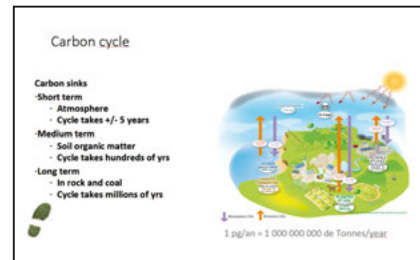 Carbon cycle
Carbon sinks
-Short term
- Atmosphere
- Cycle takes +/- 5 years
-Medium term
- Soil organic matter
- Cycle takes hundreds of yrs
-Long term
- In rock and coal
- Cycle takes millions of yrs
1 pg/an = 1 000 000 000 de Tonnes/year